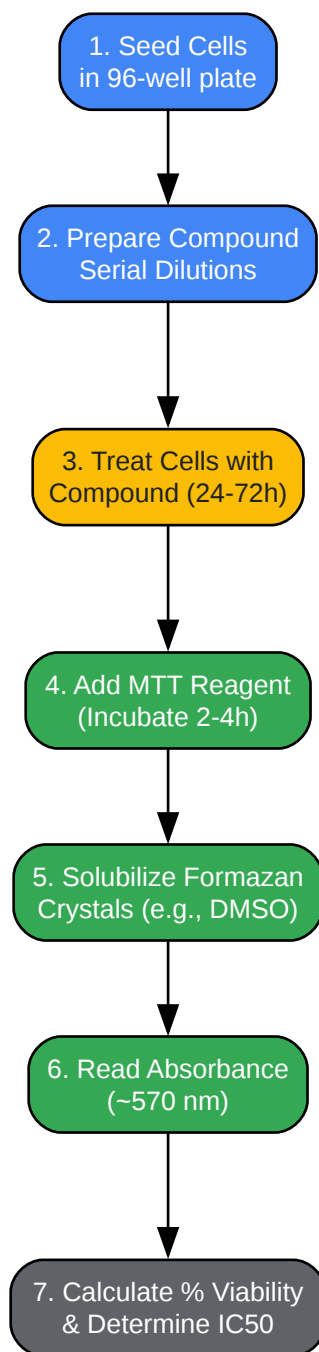 1. Seed Cells
in 96-well plate
2. Prepare Compound
Serial Dilutions
3. Treat Cells with
Compound (24-72h)
4. Add MTT Reagent
(Incubate 2-4h)
5. Solubilize Formazan
Crystals (e.g., DMSO)
6. Read Absorbance
(~570 nm)
7. Calculate % Viability
& Determine IC50